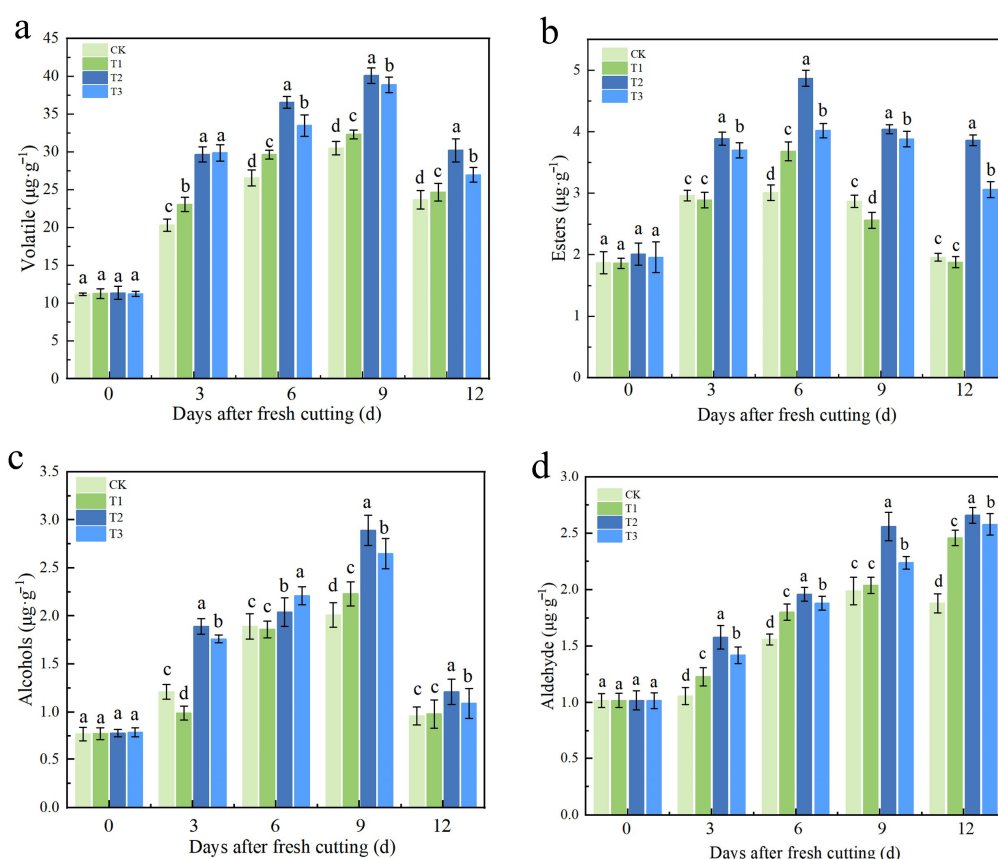 a
CK
T1
T2
T3
45
40
35
30
25
20
15
10
5
0
Volatile (μg·g⁻¹)
a a a a
c b a a
d c a b
d c a b
d c a b
0 3 6 9 12
Days after fresh cutting (d)
b
CK
T1
T2
T3
5
4
3
2
1
0
Esters (μg·g⁻¹)
a a a a
c c a b
d c a b
c d a b
c c a b
0 3 6 9 12
Days after fresh cutting (d)
c
CK
T1
T2
T3
3.5
3.0
2.5
2.0
1.5
1.0
0.5
0.0
Alcohols (μg·g⁻¹)
a a a a
c d a b
c c b a
d c a b
c c a b
0 3 6 9 12
Days after fresh cutting (d)
d
CK
T1
T2
T3
3.0
2.5
2.0
1.5
1.0
0.5
0.0
Aldehyde (μg·g⁻¹)
a a a a
d c a b
d c a b
c c a b
d c a b
0 3 6 9 12
Days after fresh cutting (d)